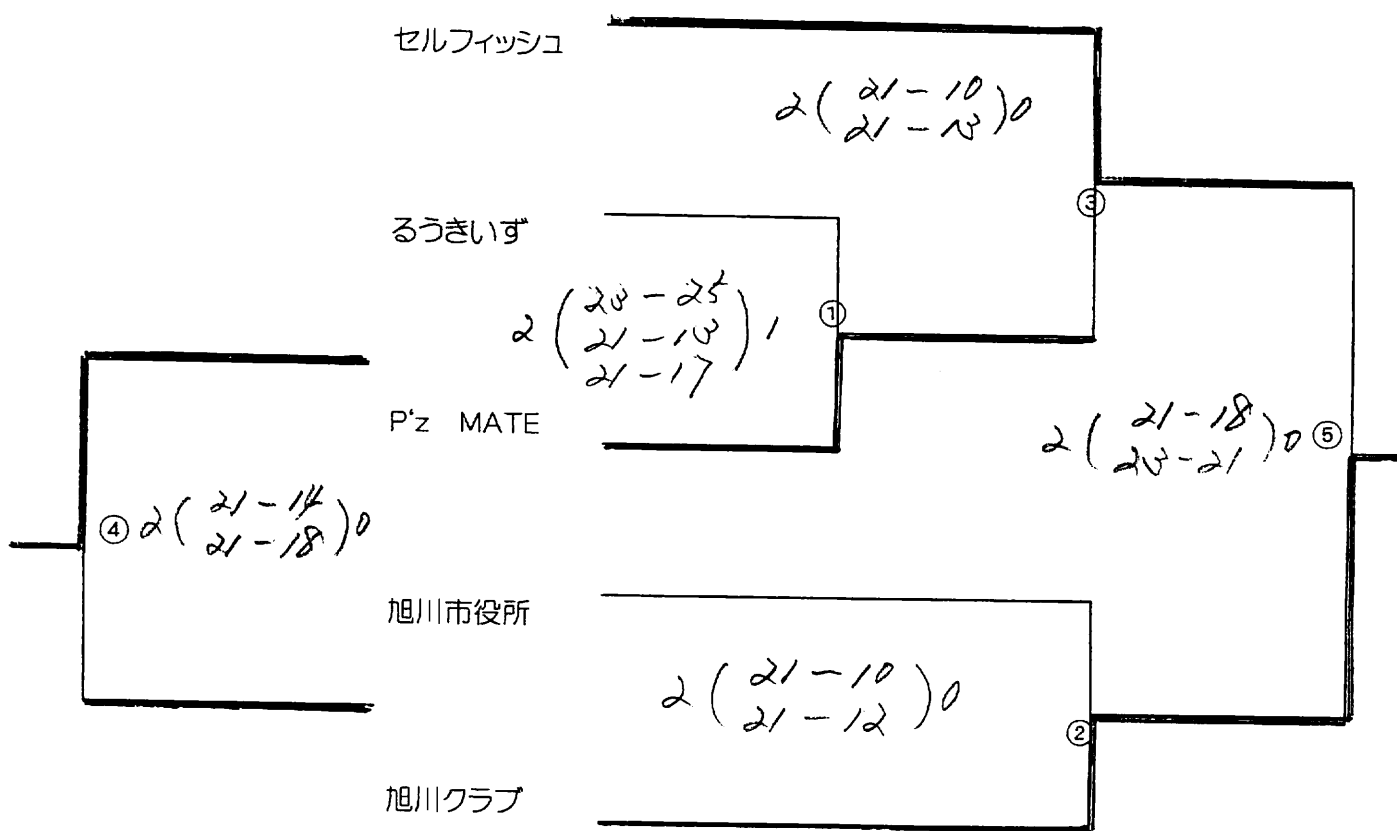 セルフィッシュ
2 ( 21 - 10
21 - 13 ) 0
③
るうきいず
2 ( 23 - 25
21 - 13
21 - 17 ) 1
①
P'z MATE
2 ( 21 - 18
23 - 21 ) 0 ⑤
④ 2 ( 21 - 14
21 - 18 ) 0
旭川市役所
2 ( 21 - 10
21 - 12 ) 0
②
旭川クラブ